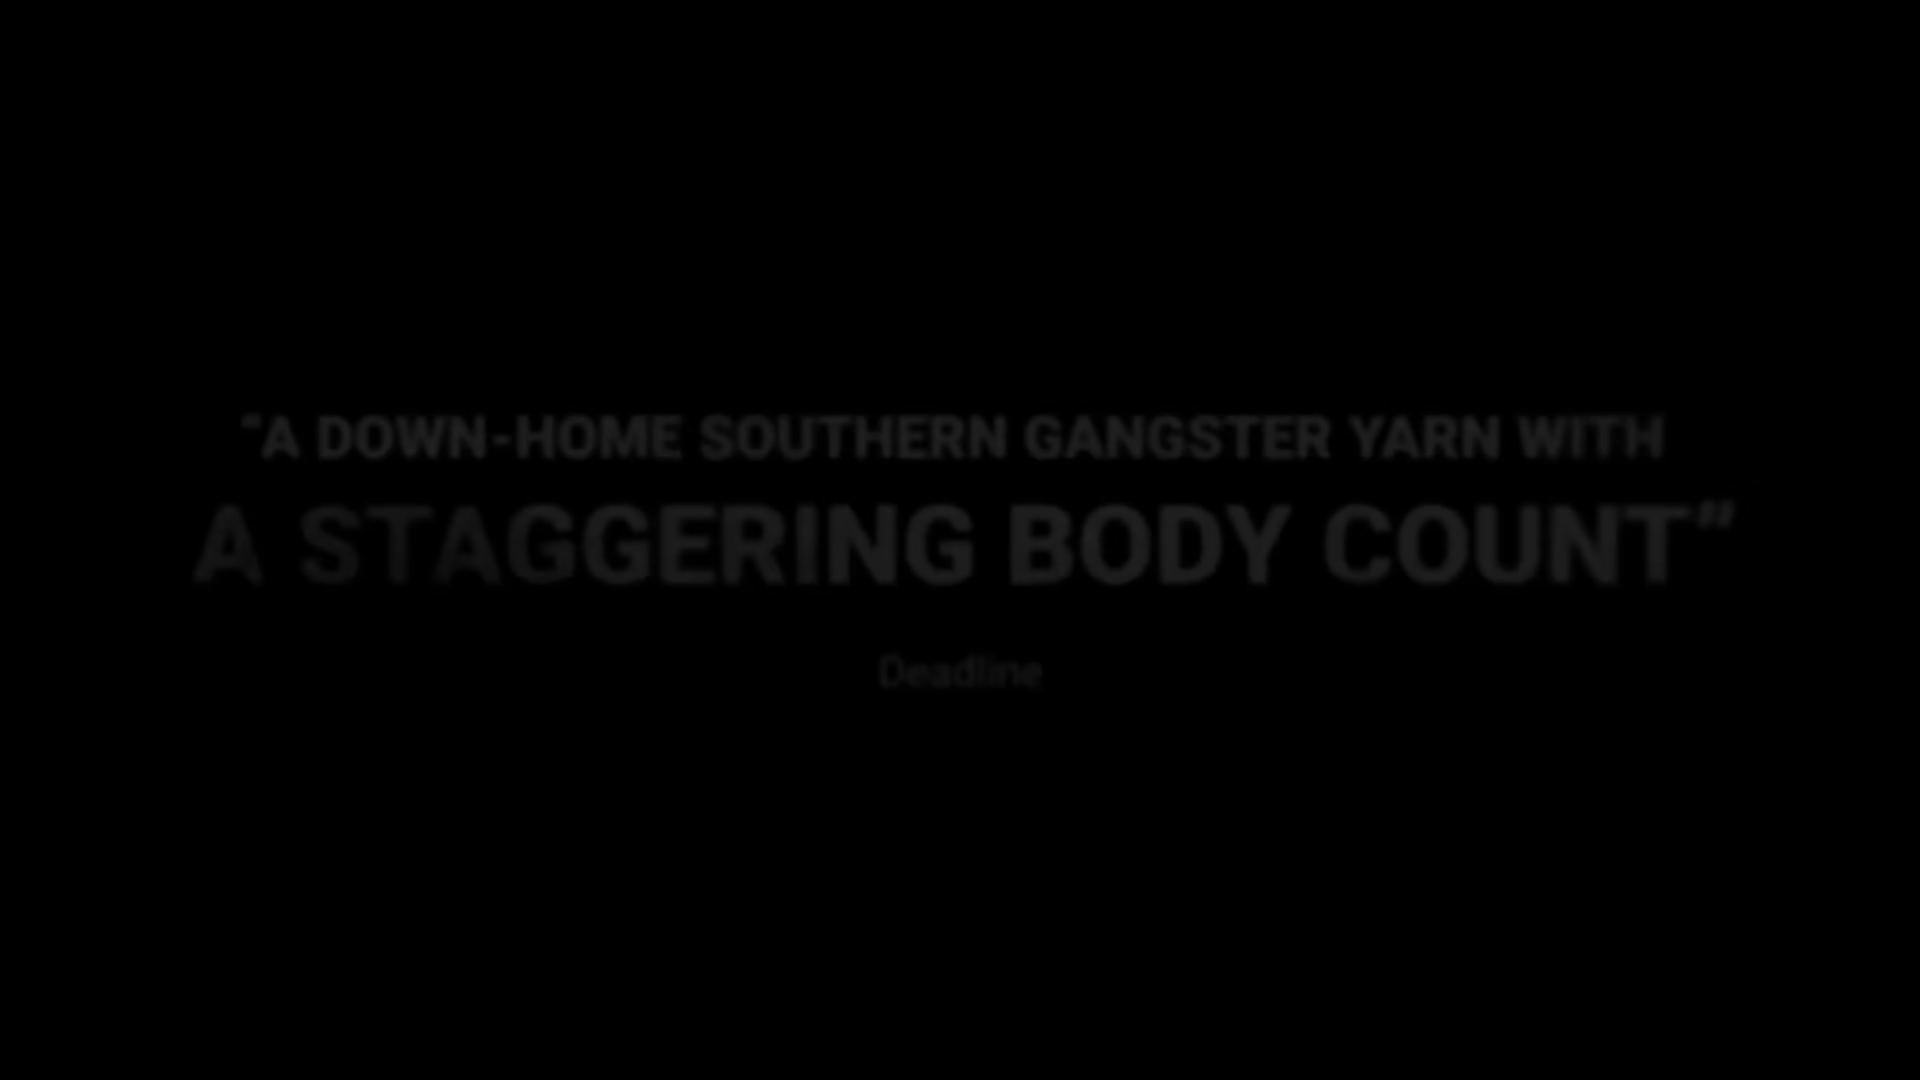 “A DOWN-HOME SOUTHERN GANGSTER YARN WITH
A STAGGERING BODY COUNT”
Deadline